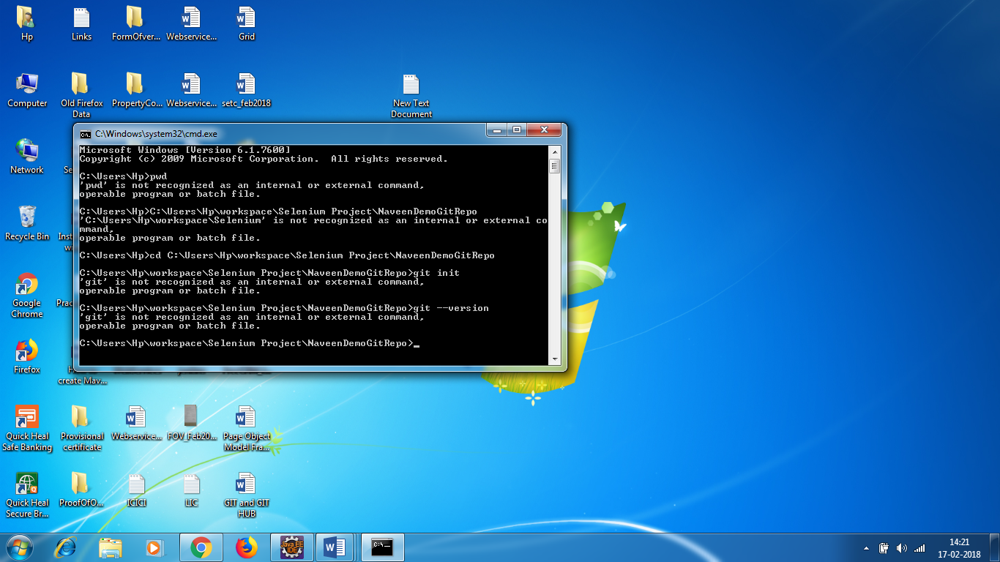 Hp
Links
FormOfver...
Webservice...
Grid
Computer
Old Firefox
Data
PropertyCo...
Webservice...
setc_feb2018
New Text
Document
C:\Windows\system32\cmd.exe
Microsoft Windows [Version 6.1.7600]
Copyright (c) 2009 Microsoft Corporation.  All rights reserved.
C:\Users\Hp>pwd
'pwd' is not recognized as an internal or external command,
operable program or batch file.
C:\Users\Hp>C:\Users\Hp\workspace\Selenium Project\NaveenDemoGitRepo
'C:\Users\Hp\workspace\Selenium' is not recognized as an internal or external co
mmand,
operable program or batch file.
C:\Users\Hp>cd C:\Users\Hp\workspace\Selenium Project\NaveenDemoGitRepo
C:\Users\Hp\workspace\Selenium Project\NaveenDemoGitRepo>git init
'git' is not recognized as an internal or external command,
operable program or batch file.
C:\Users\Hp\workspace\Selenium Project\NaveenDemoGitRepo>git --version
'git' is not recognized as an internal or external command,
operable program or batch file.
C:\Users\Hp\workspace\Selenium Project\NaveenDemoGitRepo>_
Network
Recycle Bin
Google
Chrome
Firefox
create Mav...
Quick Heal
Safe Banking
Provisional
certificate
Webservice...
FOV_Feb20...
Page Object
Model Fra...
Quick Heal
Secure Br...
ProofOfO...
ICICI
LIC
GIT and GIT
HUB
Java EE
IDE
14:21
17-02-2018